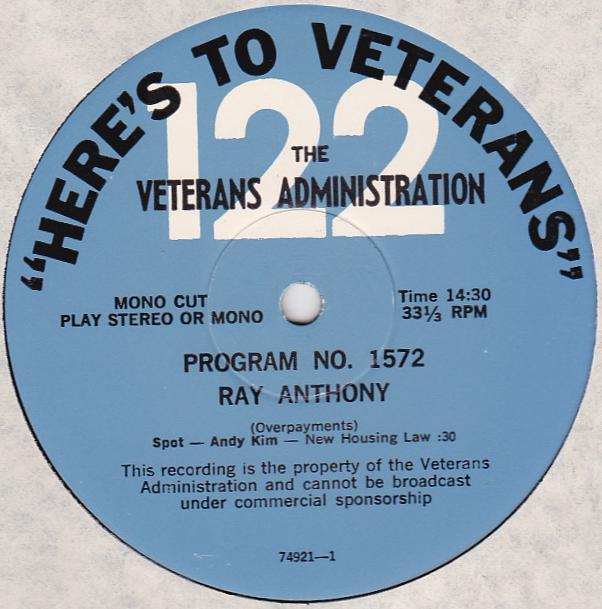 "HERE'S TO VETERANS"
122
THE
VETERANS ADMINISTRATION
MONO CUT
PLAY STEREO OR MONO
Time 14:30
33⅓ RPM
PROGRAM NO. 1572
RAY ANTHONY
(Overpayments)
Spot — Andy Kim — New Housing Law :30
This recording is the property of the Veterans
Administration and cannot be broadcast
under commercial sponsorship
74921—1